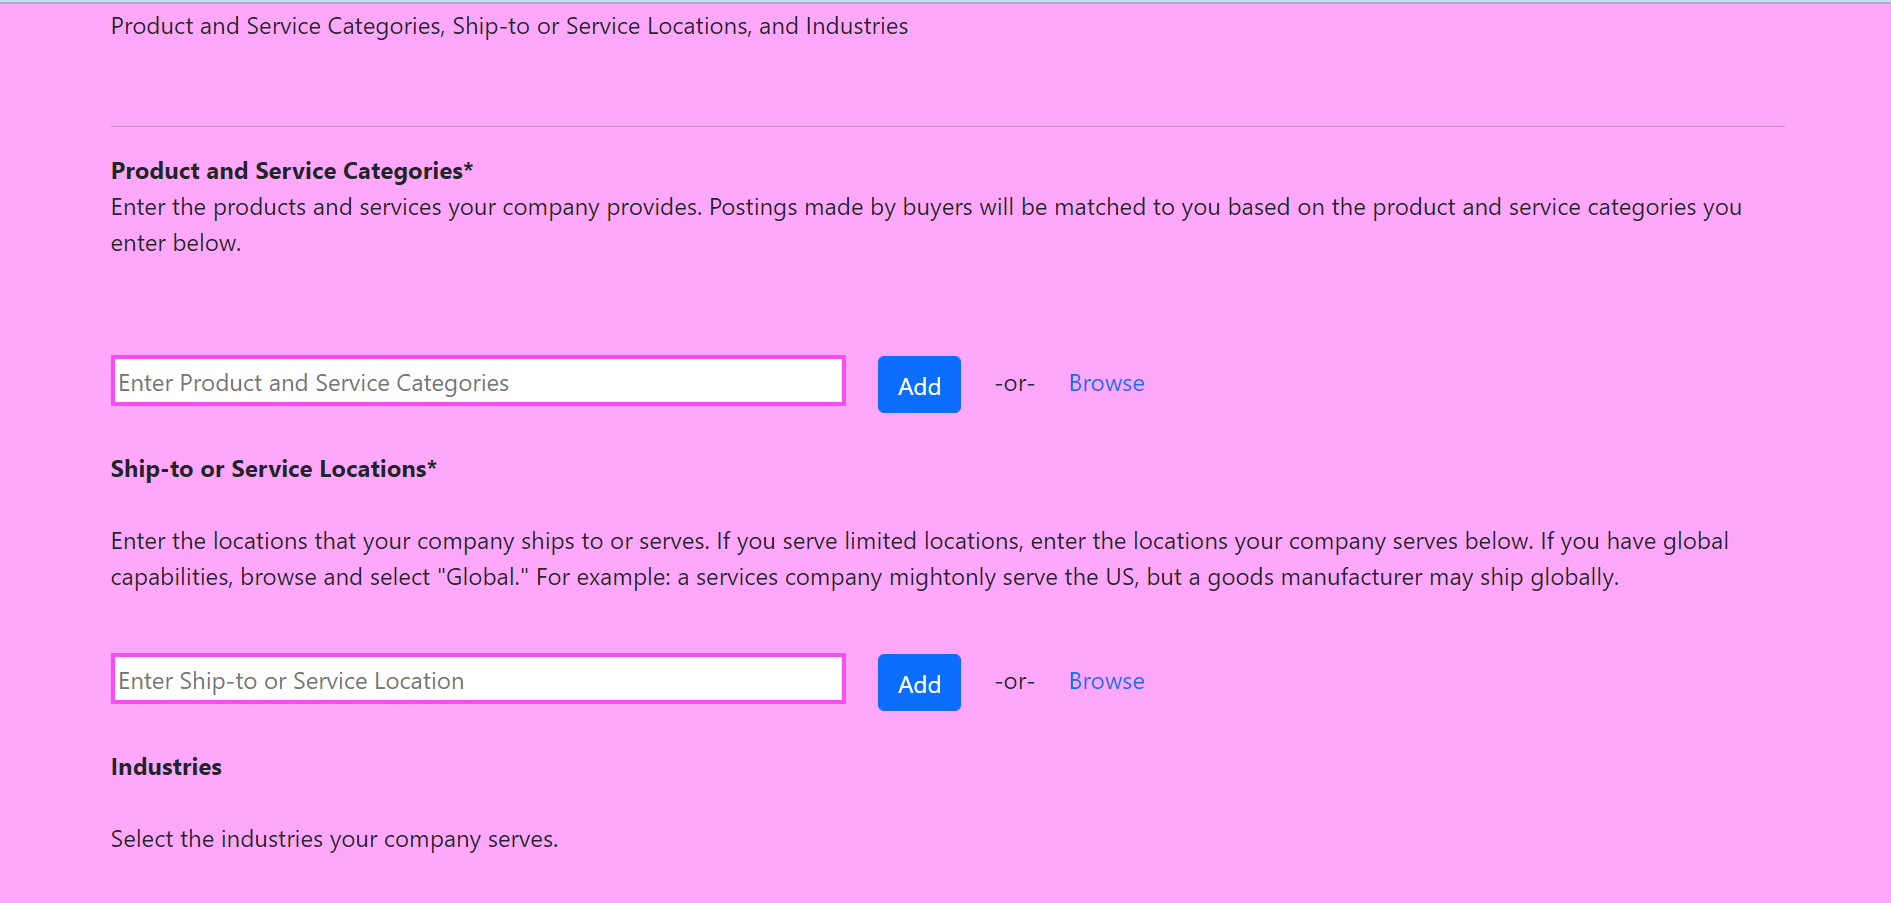 Product and Service Categories, Ship-to or Service Locations, and Industries
Product and Service Categories*
Enter the products and services your company provides. Postings made by buyers will be matched to you based on the product and service categories you
enter below.
Enter Product and Service Categories Add -or- Browse
Ship-to or Service Locations*
Enter the locations that your company ships to or serves. If you serve limited locations, enter the locations your company serves below. If you have global
capabilities, browse and select "Global." For example: a services company mightonly serve the US, but a goods manufacturer may ship globally.
Enter Ship-to or Service Location Add -or- Browse
Industries
Select the industries your company serves.